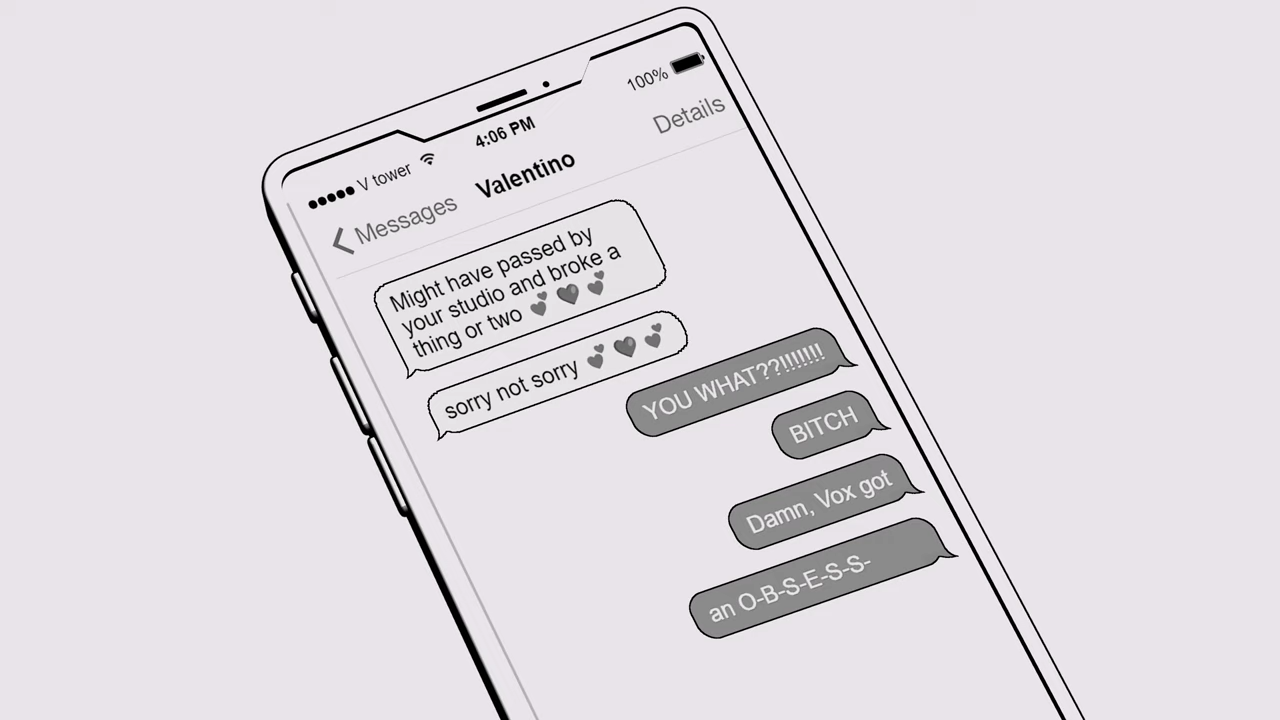 V tower
4:06 PM
100%
Messages
Valentino
Details
Might have passed by
your studio and broke a
thing or two 💕 ❤ 💕
sorry not sorry 💕 ❤ 💕
YOU WHAT??!!!!!!!
BITCH
Damn, Vox got
an O-B-S-E-S-S-